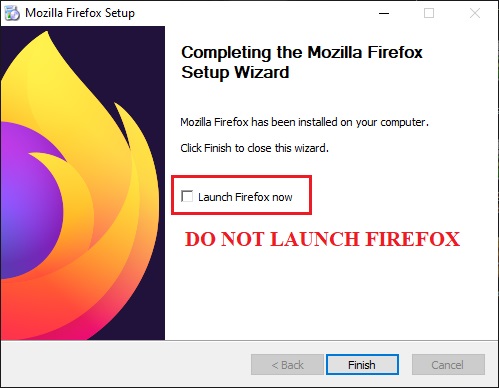 Mozilla Firefox Setup
Completing the Mozilla Firefox
Setup Wizard
Mozilla Firefox has been installed on your computer.
Click Finish to close this wizard.
Launch Firefox now
DO NOT LAUNCH FIREFOX
< Back
Finish
Cancel